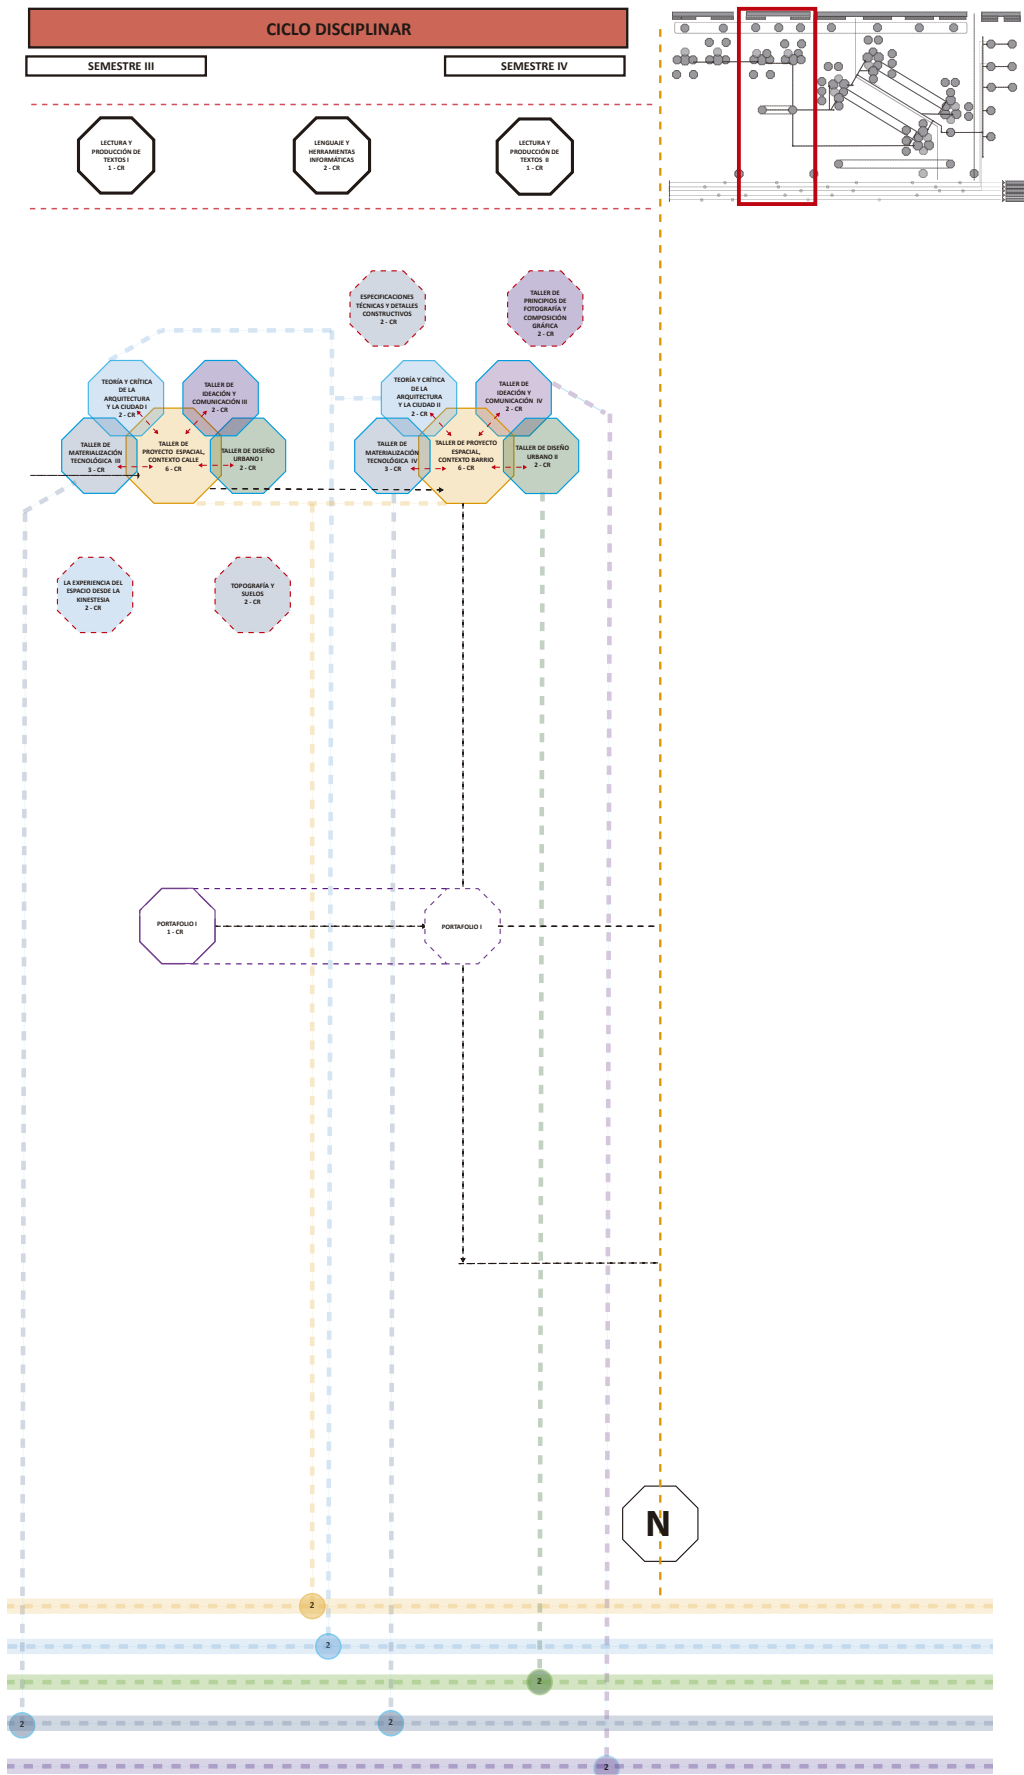 CICLO DISCIPLINAR
SEMESTRE III
SEMESTRE IV
LECTURA Y
PRODUCCIÓN DE
TEXTOS I
1 - CR
LENGUAJE Y
HERRAMIENTAS
INFORMÁTICAS
2 - CR
LECTURA Y
PRODUCCIÓN DE
TEXTOS II
1 - CR
ESPECIFICACIONES
TÉCNICAS Y DETALLES
CONSTRUCTIVOS
2 - CR
TALLER DE
PRINCIPIOS DE
FOTOGRAFÍA Y
COMPOSICIÓN
GRÁFICA
2 - CR
TEORÍA Y CRÍTICA
DE LA
ARQUITECTURA
Y LA CIUDAD I
2 - CR
TALLER DE
IDEACIÓN Y
COMUNICACIÓN III
2 - CR
TALLER DE
MATERIALIZACIÓN
TECNOLÓGICA III
3 - CR
TALLER DE
PROYECTO ESPACIAL,
CONTEXTO CALLE
6 - CR
TALLER DE DISEÑO
URBANO I
2 - CR
TEORÍA Y CRÍTICA
DE LA
ARQUITECTURA
Y LA CIUDAD II
2 - CR
TALLER DE
IDEACIÓN Y
COMUNICACIÓN IV
2 - CR
TALLER DE
MATERIALIZACIÓN
TECNOLÓGICA IV
3 - CR
TALLER DE PROYECTO
ESPACIAL,
CONTEXTO BARRIO
6 - CR
TALLER DE DISEÑO
URBANO II
2 - CR
LA EXPERIENCIA DEL
ESPACIO DESDE LA
KINESTESIA
2 - CR
TOPOGRAFÍA Y
SUELOS
2 - CR
PORTAFOLIO I
1 - CR
PORTAFOLIO I
N
2
2
2
2
2
2